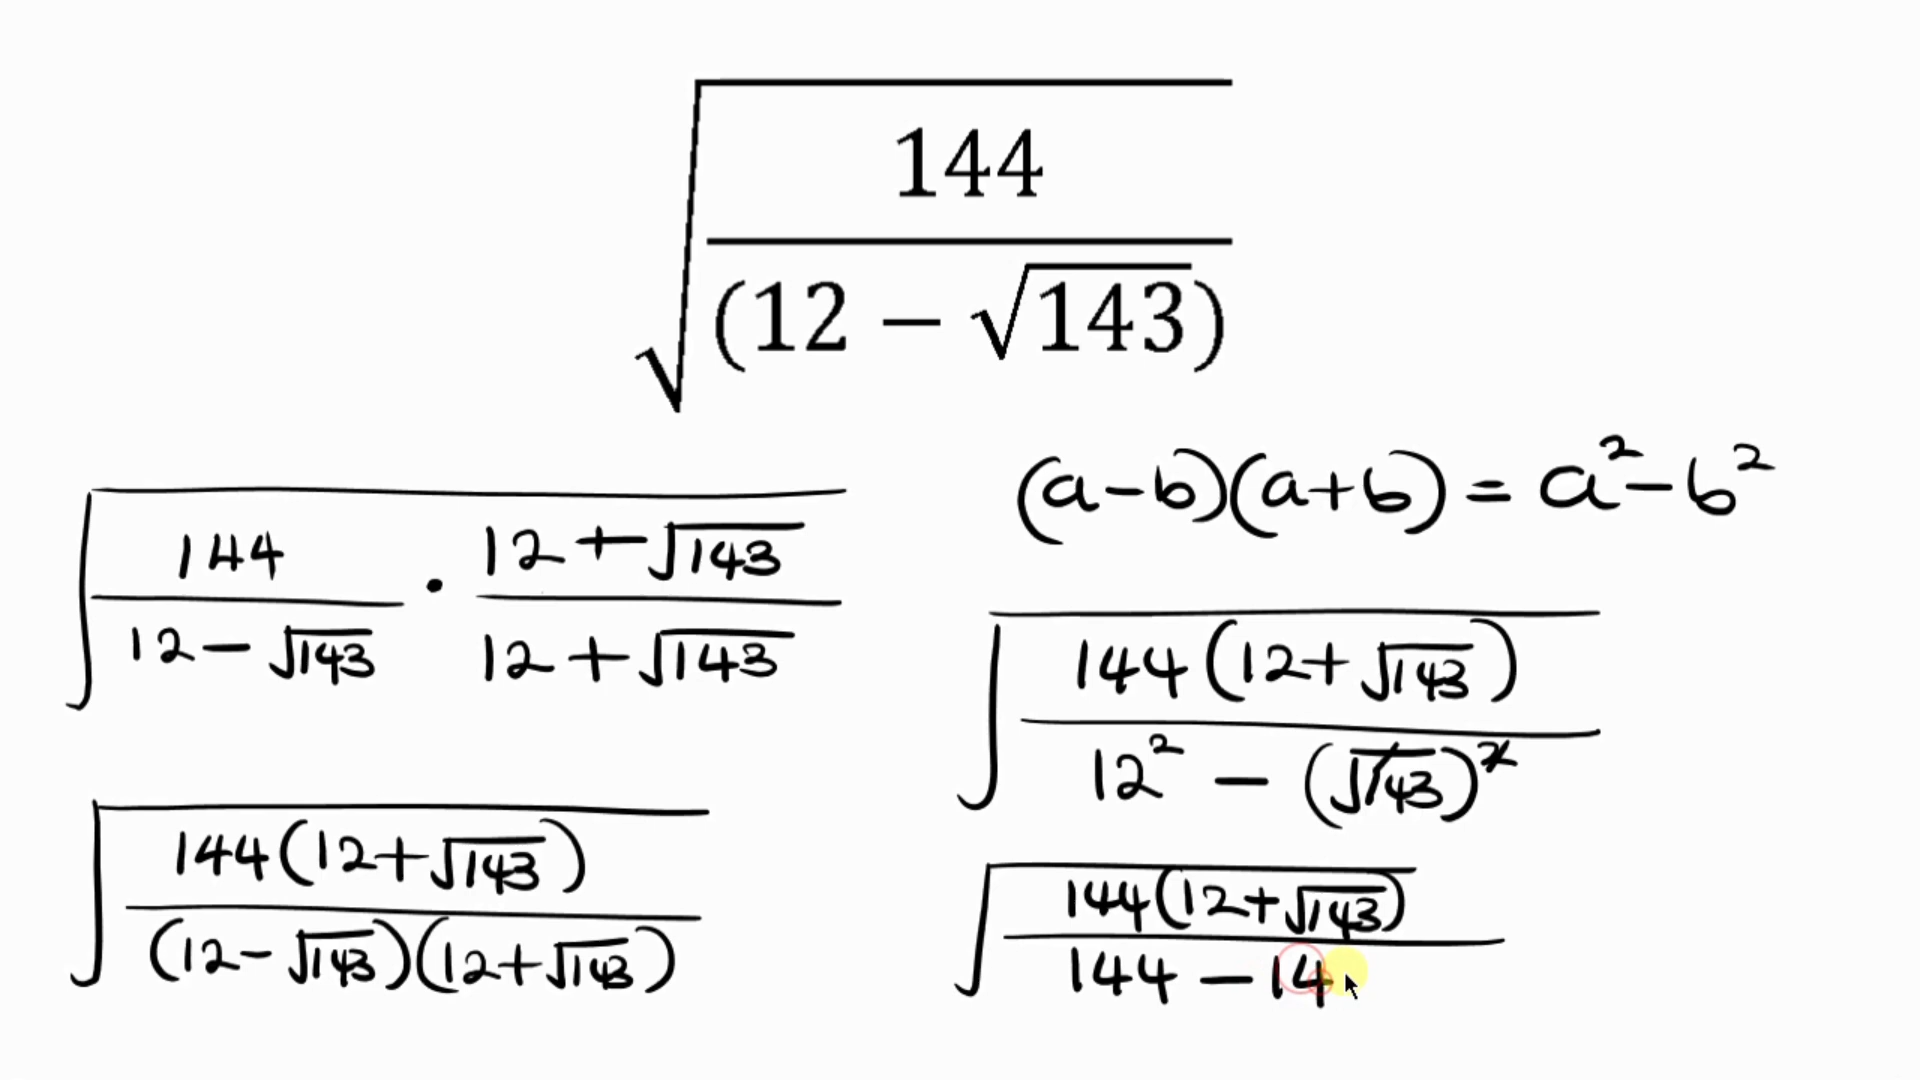 √(144 / (12 − √143))
√(144 / 12 − √143 · 12 + √143 / 12 + √143)
√(144(12 + √143) / (12 − √143)(12 + √143))
(a − b)(a + b) = a² − b²
√(144(12 + √143) / 12² − (√143)²)
√(144(12 + √143) / 144 − 14